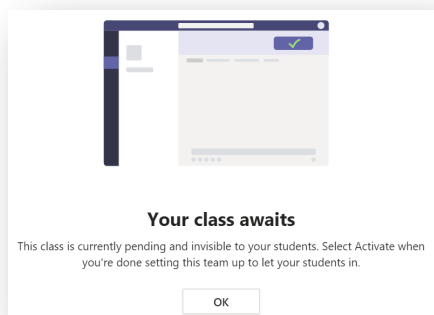 Your class awaits
This class is currently pending and invisible to your students. Select Activate when
you're done setting this team up to let your students in.
OK